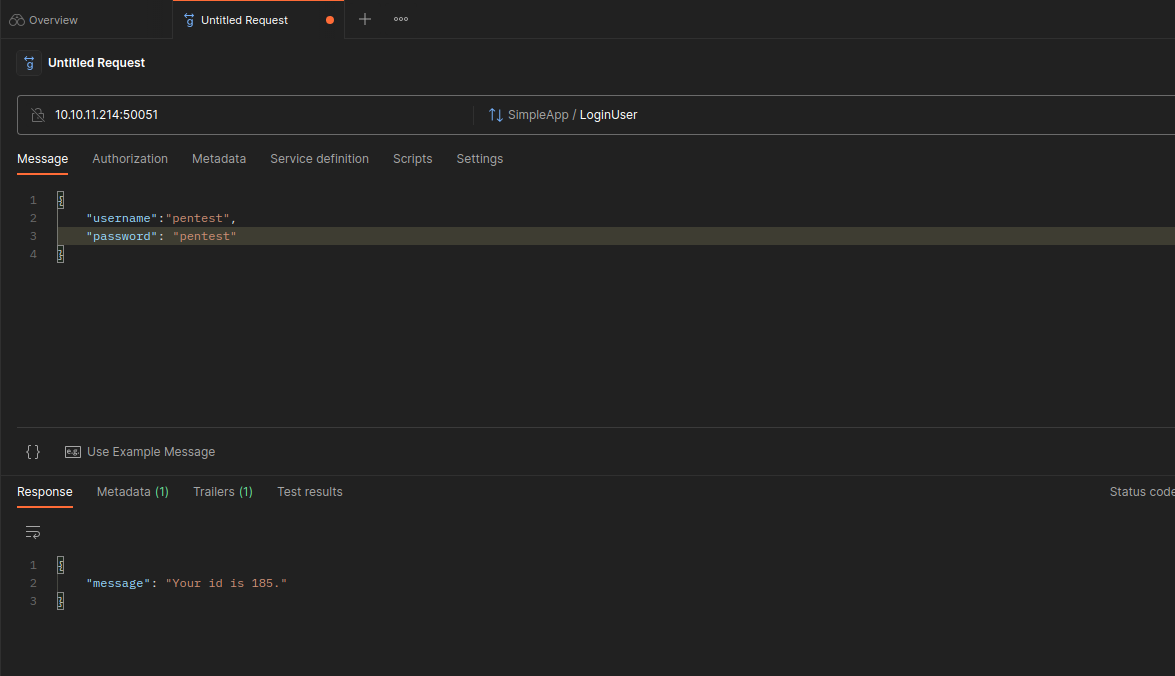 Overview
g Untitled Request
g Untitled Request
10.10.11.214:50051 SimpleApp / LoginUser
Message Authorization Metadata Service definition Scripts Settings
1 {
2 "username":"pentest",
3 "password": "pentest"
4 }
{} e.g. Use Example Message
Response Metadata (1) Trailers (1) Test results Status code
1 {
2 "message": "Your id is 185."
3 }